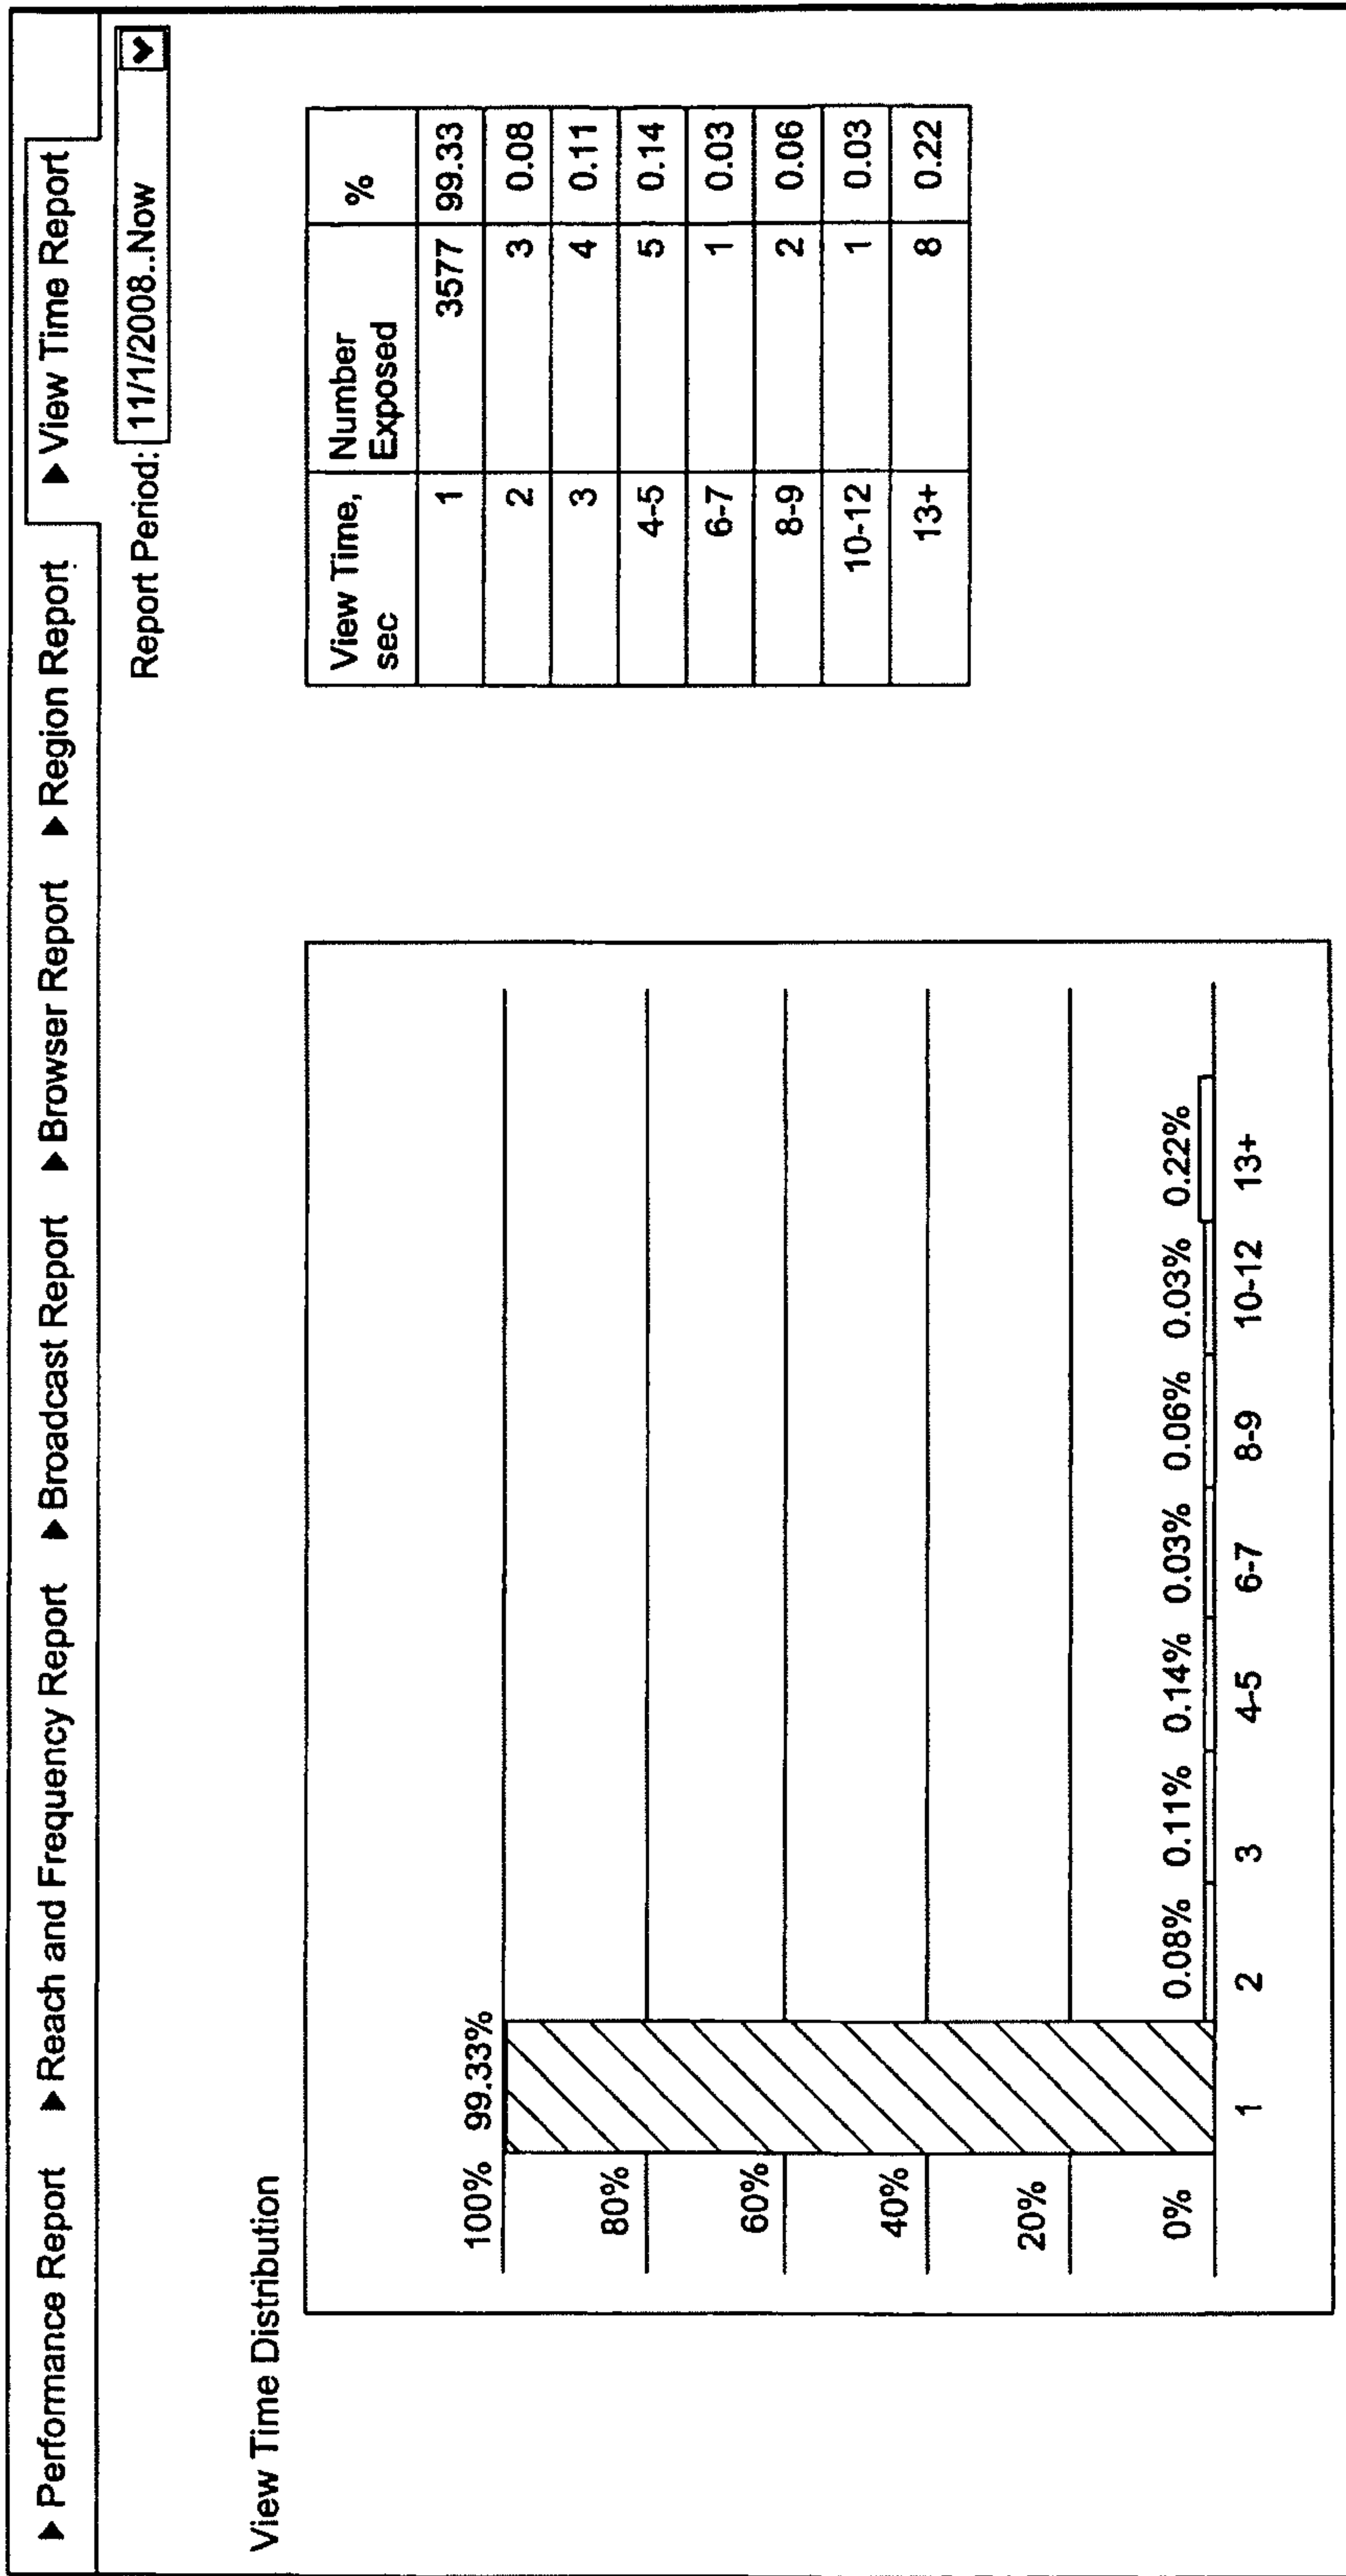 ▶ Performance Report ▶ Reach and Frequency Report ▶ Broadcast Report ▶ Browser Report ▶ Region Report ▶ View Time Report
Report Period: 11/1/2008..Now
View Time Distribution
100% 99.33%
80%
60%
40%
20%
0% 0.08% 0.11% 0.14% 0.03% 0.06% 0.03% 0.22%
1 2 3 4-5 6-7 8-9 10-12 13+
View Time, Number %
sec Exposed
1 3577 99.33
2 3 0.08
3 4 0.11
4-5 5 0.14
6-7 1 0.03
8-9 2 0.06
10-12 1 0.03
13+ 8 0.22